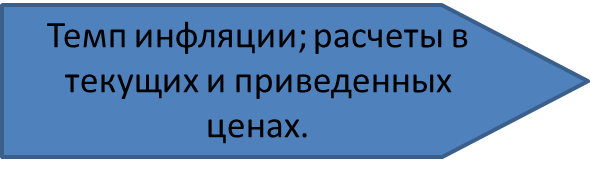 Темп инфляции; расчеты в
текущих и приведенных
ценах.